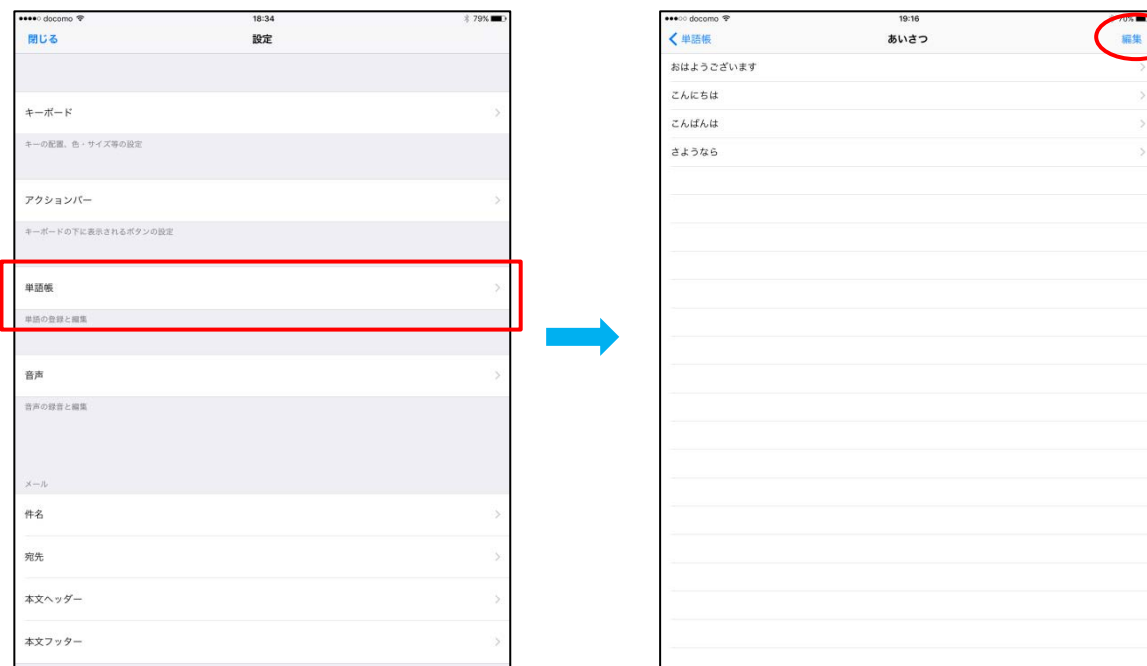 docomo 18:34 79%
閉じる 設定
キーボード
キーの配置、色・サイズ等の設定
アクションバー
キーボードの下に表示されるボタンの設定
単語帳
単語の登録と編集
音声
音声の録音と編集
メール
件名
宛先
本文ヘッダー
本文フッター
docomo 19:16 70%
単語帳 あいさつ 編集
おはようございます
こんにちは
こんばんは
さようなら